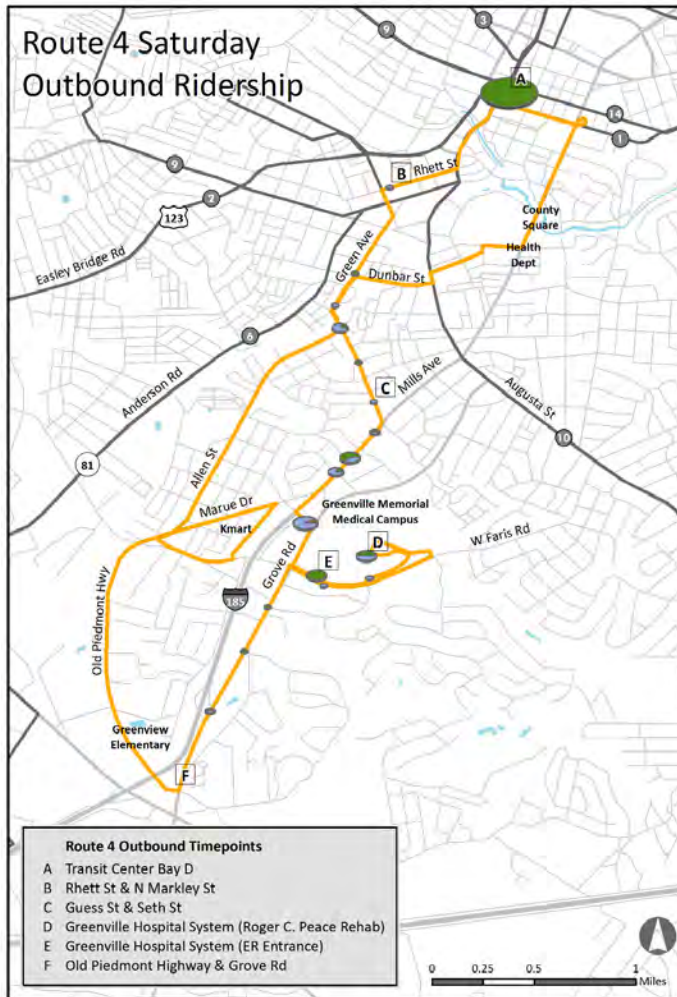 Route 4 Saturday
Outbound Ridership
9
3
A
14
1
B
Rhett St
9
2
123
Easley Bridge Rd
County
Square
Health
Dept
Green Ave
Dunbar St
6
Anderson Rd
C
Mills Ave
Augusta St
10
81
Allen St
Marue Dr
Kmart
Greenville Memorial
Medical Campus
D
W Faris Rd
E
Grove Rd
185
Old Piedmont Hwy
Greenview
Elementary
F
Route 4 Outbound Timepoints
A Transit Center Bay D
B Rhett St & N Markley St
C Guess St & Seth St
D Greenville Hospital System (Roger C. Peace Rehab)
E Greenville Hospital System (ER Entrance)
F Old Piedmont Highway & Grove Rd
0 0.25 0.5 1
Miles